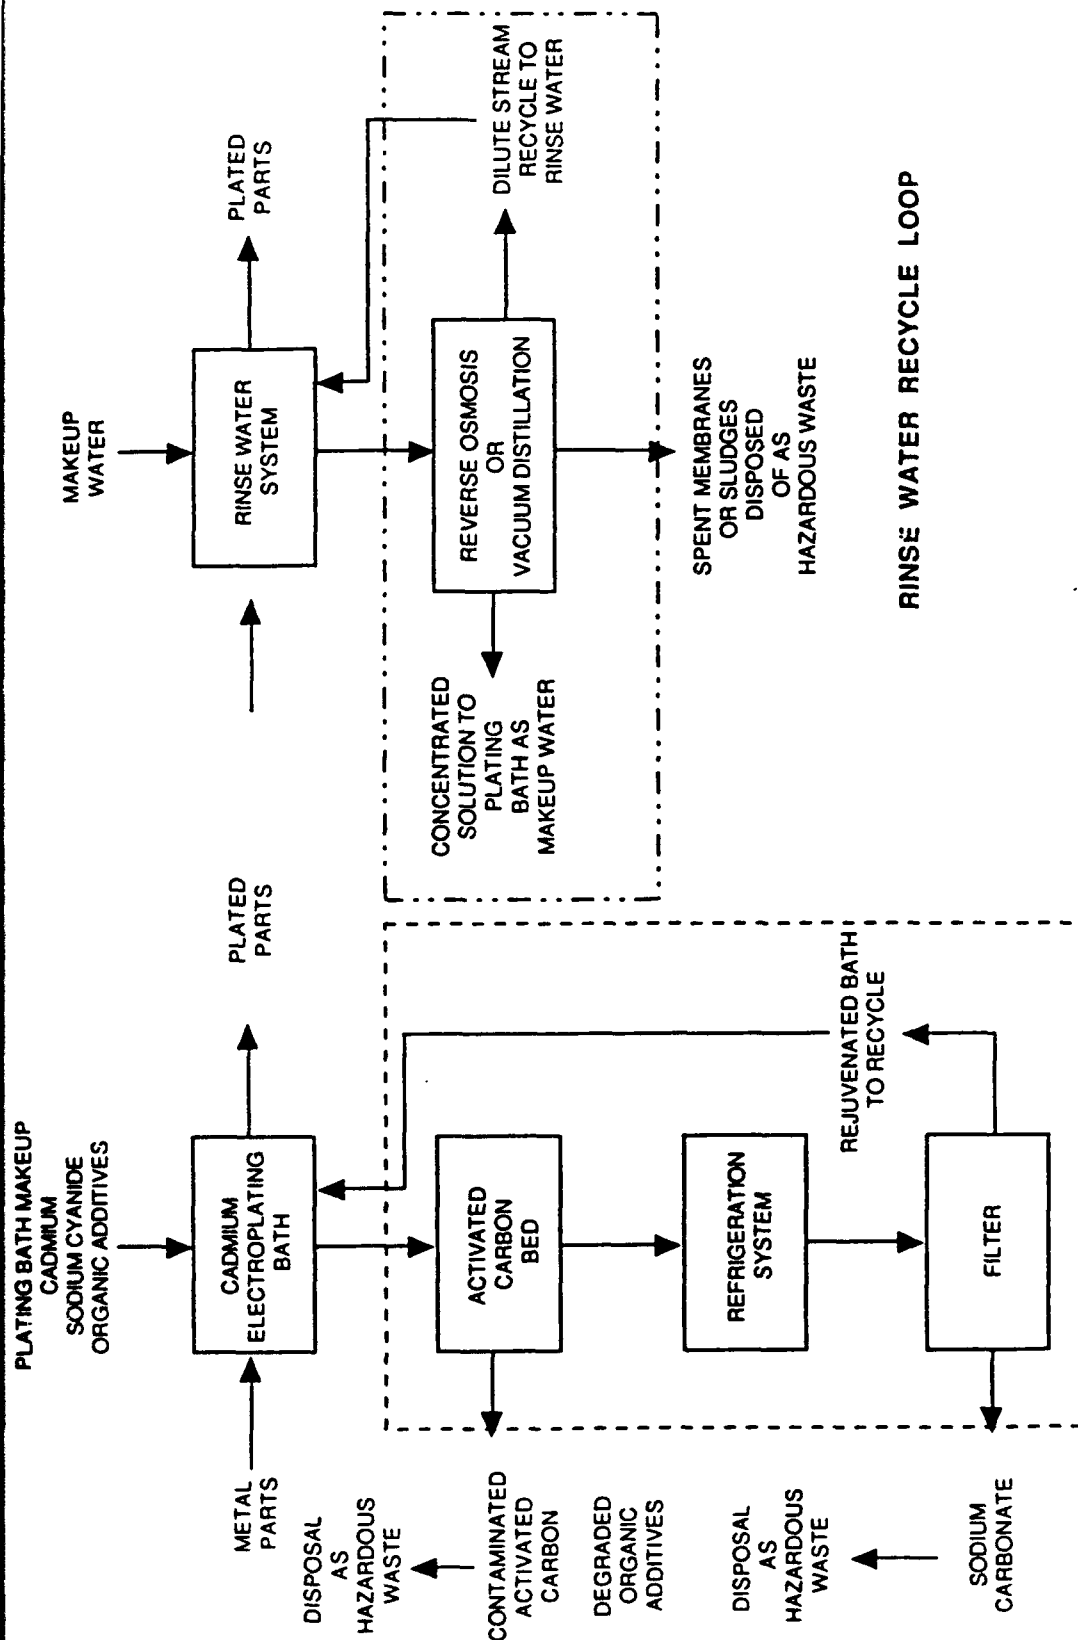 PLATING BATH MAKEUP
CADMIUM
SODIUM CYANIDE
ORGANIC ADDITIVES
METAL
PARTS
CADMIUM
ELECTROPLATING
BATH
PLATED
PARTS
MAKEUP
WATER
RINSE WATER
SYSTEM
PLATED
PARTS
DISPOSAL
AS
HAZARDOUS
WASTE
CONTAMINATED
ACTIVATED
CARBON
DEGRADED
ORGANIC
ADDITIVES
ACTIVATED
CARBON
BED
REFRIGERATION
SYSTEM
DISPOSAL
AS
HAZARDOUS
WASTE
SODIUM
CARBONATE
FILTER
REJUVENATED BATH
TO RECYCLE
CONCENTRATED
SOLUTION TO
PLATING
BATH AS
MAKEUP WATER
REVERSE OSMOSIS
OR
VACUUM DISTILLATION
DILUTE STREAM
RECYCLE TO
RINSE WATER
SPENT MEMBRANES
OR SLUDGES
DISPOSED
OF AS
HAZARDOUS WASTE
RINSE WATER RECYCLE LOOP